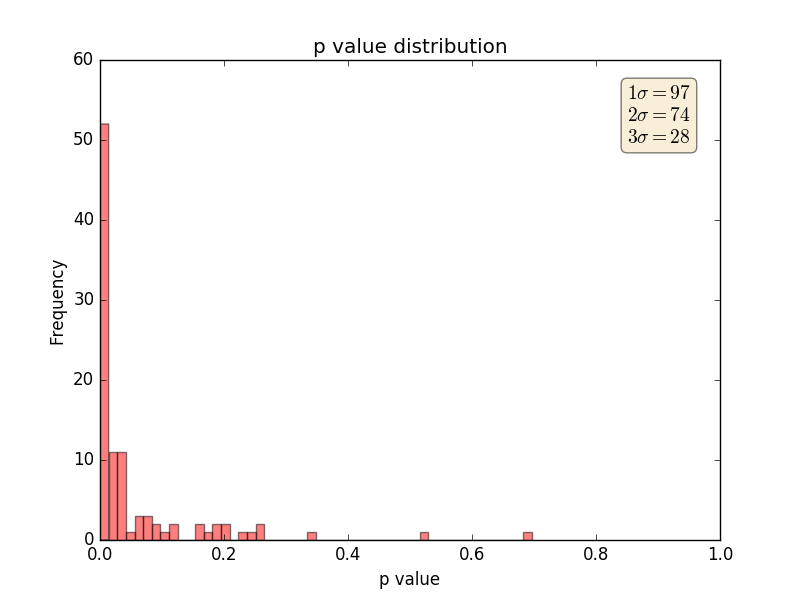 p value distribution
1σ = 97
2σ = 74
3σ = 28
60
50
40
30
20
10
0
Frequency
0.0 0.2 0.4 0.6 0.8 1.0
p value